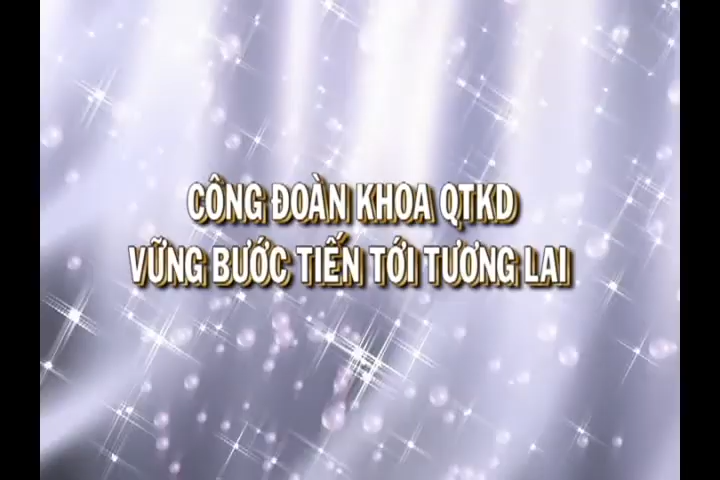 CÔNG ĐOÀN KHOA QTKD
VỮNG BƯỚC TIẾN TỚI TƯƠNG LAI